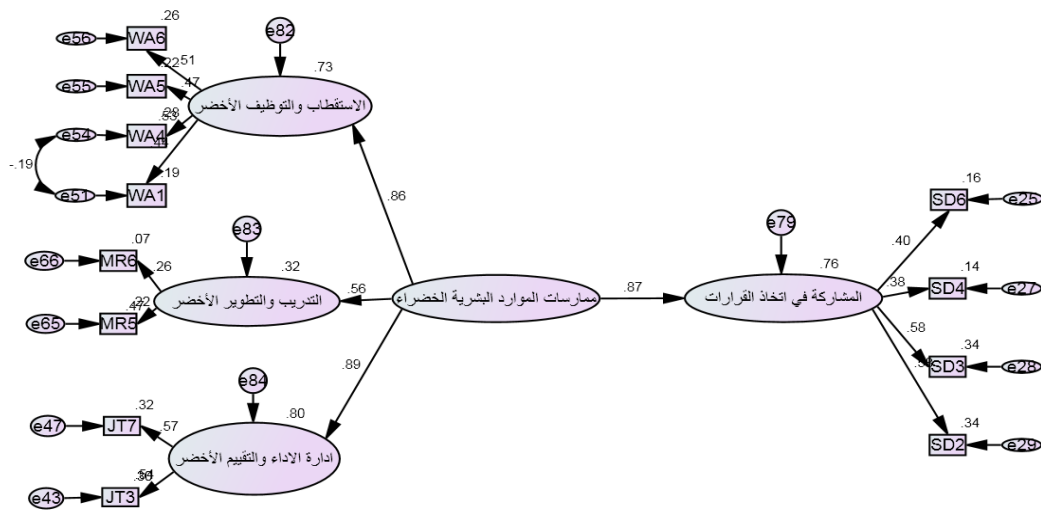 .26
e56
WA6
.51
e82
.73
e55
.22
WA5
.47
الاستقطاب والتوظيف الأخضر
e54
WA4
.53
-.19
e51
.19
WA1
.86
.07
e66
MR6
.26
e83
.32
التدريب والتطوير الأخضر
.56
.22
e65
MR5
.47
ممارسات الموارد البشرية الخضراء
.87
.89
e79
.76
المشاركة في اتخاذ القرارات
.16
SD6
e25
.40
.14
SD4
e27
.38
.34
SD3
e28
.58
.34
SD2
e29
e84
.80
ادارة الاداء والتقييم الأخضر
.32
e47
JT7
.57
e43
JT3